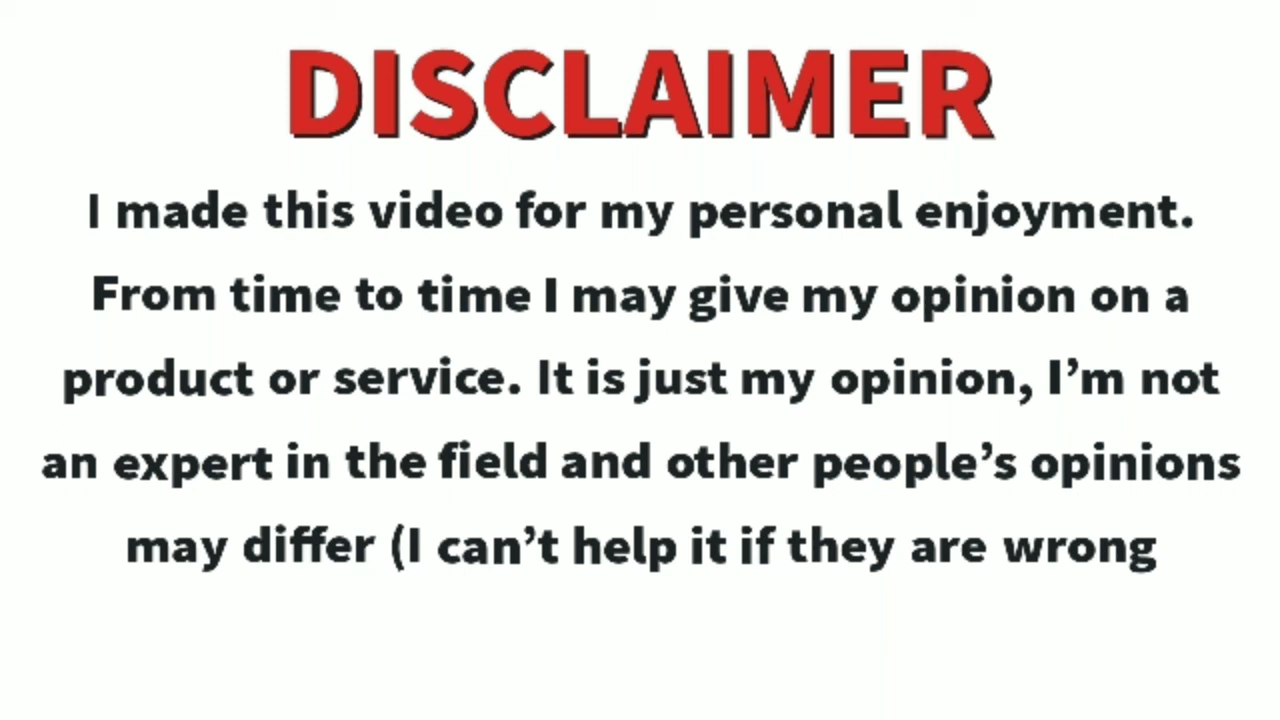 DISCLAIMER
I made this video for my personal enjoyment.
From time to time I may give my opinion on a
product or service. It is just my opinion, I’m not
an expert in the field and other people’s opinions
may differ (I can’t help it if they are wrong